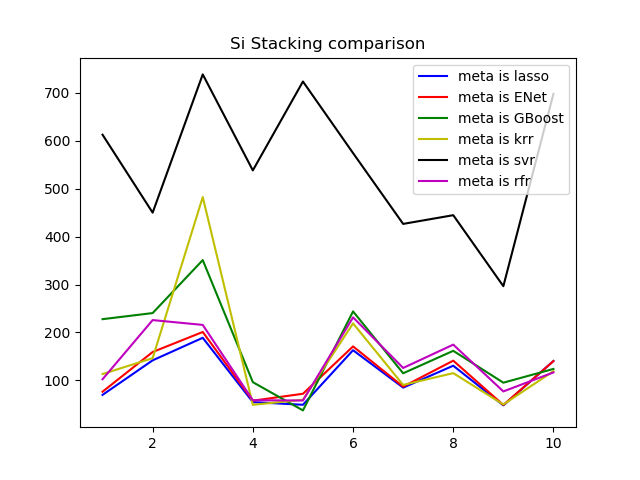 Si Stacking comparison
meta is lasso
meta is ENet
meta is GBoost
meta is krr
meta is svr
meta is rfr
700
600
500
400
300
200
100
2 4 6 8 10